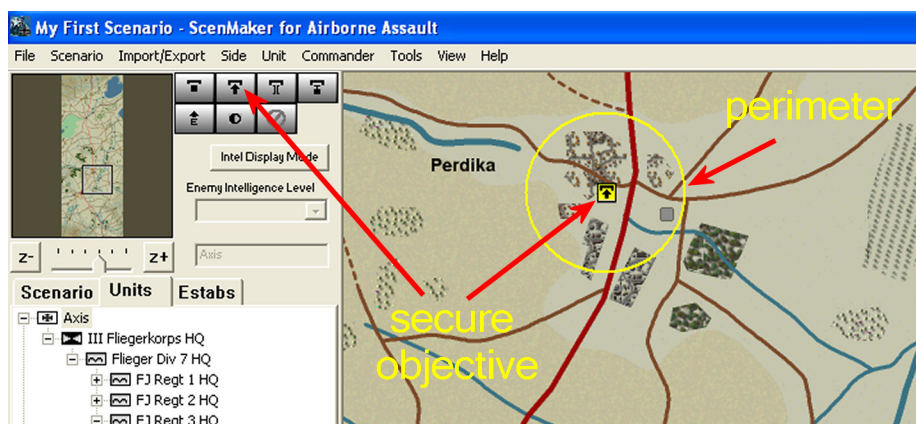 My First Scenario - ScenMaker for Airborne Assault
File Scenario Import/Export Side Unit Commander Tools View Help
E
Intel Display Mode
Enemy Intelligence Level
Axis
z- z+
Scenario Units Estabs
Axis
III Fliegerkorps HQ
Flieger Div 7 HQ
FJ Regt 1 HQ
FJ Regt 2 HQ
FJ Regt 3 HQ
perimeter
Perdika
secure
objective